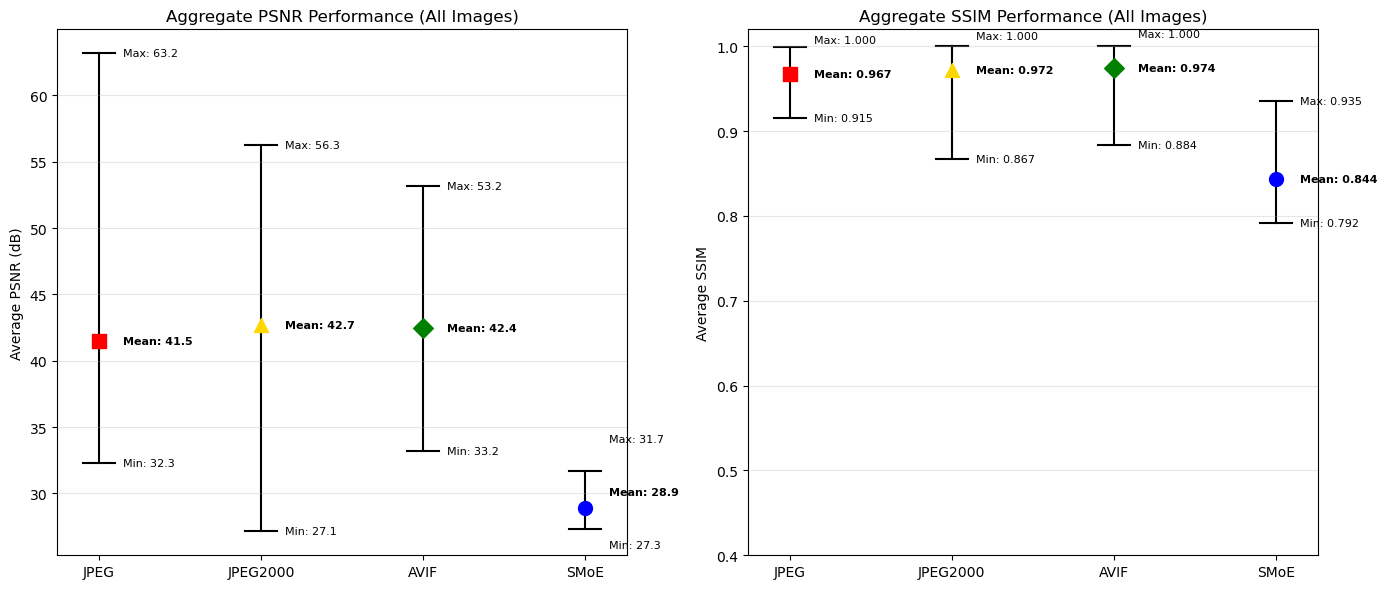 Aggregate PSNR Performance (All Images)
Average PSNR (dB)
60
55
50
45
40
35
30
Max: 63.2
Mean: 41.5
Min: 32.3
Max: 56.3
Mean: 42.7
Min: 27.1
Max: 53.2
Mean: 42.4
Min: 33.2
Max: 31.7
Mean: 28.9
Min: 27.3
JPEG
JPEG2000
AVIF
SMoE
Aggregate SSIM Performance (All Images)
Average SSIM
1.0
0.9
0.8
0.7
0.6
0.5
0.4
Max: 1.000
Mean: 0.967
Min: 0.915
Max: 1.000
Mean: 0.972
Min: 0.867
Max: 1.000
Mean: 0.974
Min: 0.884
Max: 0.935
Mean: 0.844
Min: 0.792
JPEG
JPEG2000
AVIF
SMoE